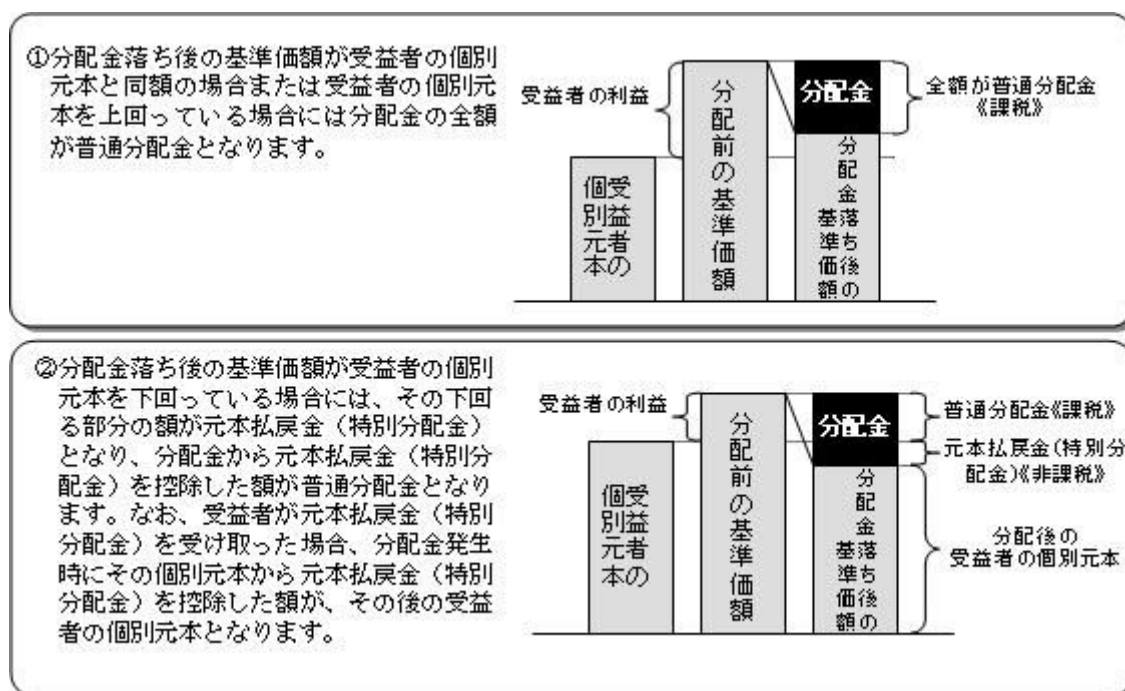 ①分配金落ち後の基準価額が受益者の個別
元本と同額の場合または受益者の個別元
本を上回っている場合には分配金の全額
が普通分配金となります。
受益者の利益
受益者の
個別元本
分配前の基準価額
分配金
分配金落ち後の
基準価額
全額が普通分配金
《課税》
②分配金落ち後の基準価額が受益者の個別
元本を下回っている場合には、その下回
る部分の額が元本払戻金（特別分配金）
となり、分配金から元本払戻金（特別分
配金）を控除した額が普通分配金となり
ます。なお、受益者が元本払戻金（特別
分配金）を受け取った場合、分配金発生
時にその個別元本から元本払戻金（特別
分配金）を控除した額が、その後の受益
者の個別元本となります。
受益者の利益
受益者の
個別元本
分配前の基準価額
分配金
分配金落ち後の
基準価額
普通分配金《課税》
元本払戻金(特別分
配金)《非課税》
分配後の
受益者の個別元本